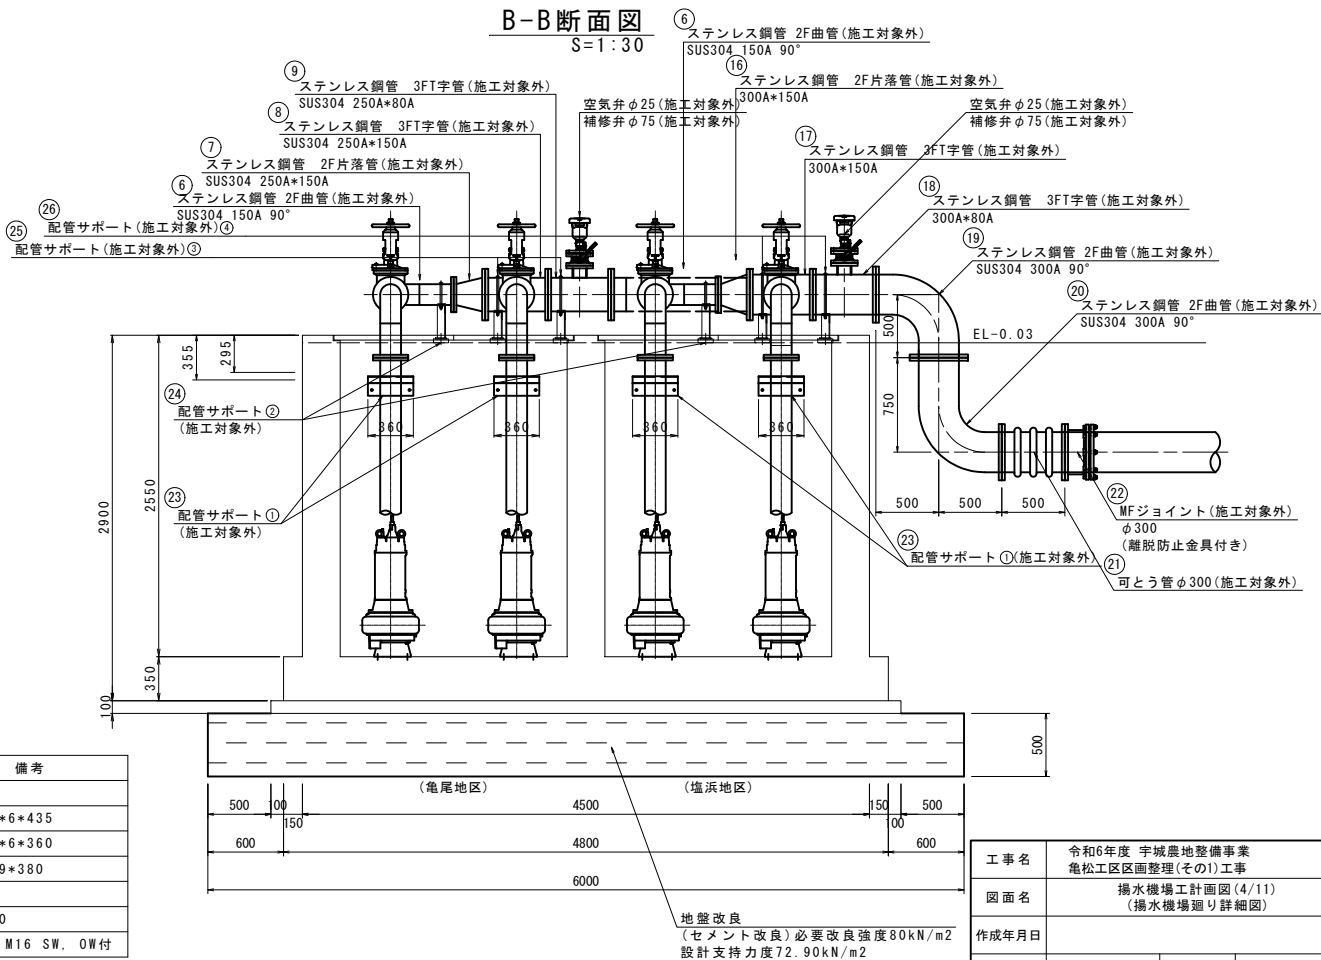 B-B断面図
S=1:30
⑥
ステンレス鋼管 2F曲管(施工対象外)
SUS304 150A 90°
⑨
ステンレス鋼管 3FT字管(施工対象外)
SUS304 250A*80A
⑯
ステンレス鋼管 2F片落管(施工対象外)
300A*150A
空気弁φ25(施工対象外)
補修弁φ75(施工対象外)
空気弁φ25(施工対象外)
補修弁φ75(施工対象外)
⑧
ステンレス鋼管 3FT字管(施工対象外)
SUS304 250A*150A
⑰
ステンレス鋼管 3FT字管(施工対象外)
300A*150A
⑦
ステンレス鋼管 2F片落管(施工対象外)
SUS304 250A*150A
⑥
ステンレス鋼管 2F曲管(施工対象外)
SUS304 150A 90°
⑱
ステンレス鋼管 3FT字管(施工対象外)
300A*80A
㉖
配管サポート(施工対象外)④
㉕
配管サポート(施工対象外)③
⑲
ステンレス鋼管 2F曲管(施工対象外)
SUS304 300A 90°
⑳
ステンレス鋼管 2F曲管(施工対象外)
SUS304 300A 90°
EL-0.03
500
750
355
295
㉔
配管サポート②
(施工対象外)
360
360
360
360
2900
2550
㉓
配管サポート①
(施工対象外)
500
500
500
㉒
MFジョイント(施工対象外)
φ300
(離脱防止金具付き)
㉓
配管サポート①(施工対象外)
㉑
可とう管φ300(施工対象外)
350
100
500
(亀尾地区)
(塩浜地区)
500
100
150
4500
150
100
500
600
4800
600
6000
地盤改良
(セメント改良)必要改良強度80kN/m2
設計支持力度72.90kN/m2
備考
*6*435
*6*360
9*380
0
M16 SW, OW付
工事名
令和6年度 宇城農地整備事業
亀松工区区画整理(その1)工事
図面名
揚水機場工計画図(4/11)
(揚水機場廻り詳細図)
作成年月日